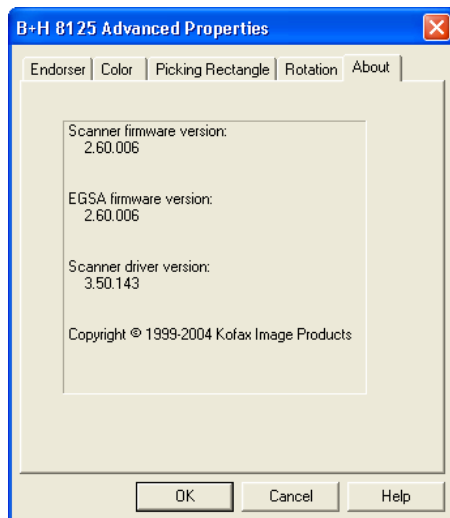 B+H 8125 Advanced Properties
Endorser Color Picking Rectangle Rotation About
Scanner firmware version:
2.60.006
EGSA firmware version:
2.60.006
Scanner driver version:
3.50.143
Copyright © 1999-2004 Kofax Image Products
OK Cancel Help